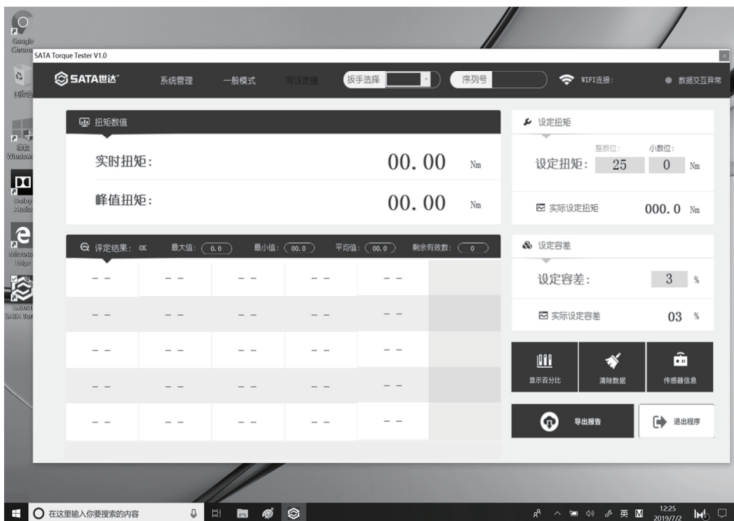 Google
Chrome
SATA Torque Tester V1.0
SATA世达
系统管理
一般模式
扳手选择
序列号
WIFI连接:
数据交互异常
扭矩数值
实时扭矩:
00.00
Nm
峰值扭矩:
00.00
Nm
设定扭矩
整数位:
小数位:
设定扭矩:
25
0
Nm
实际设定扭矩
000.0
Nm
评定结果: OK
最大值:
0.0
最小值:
00.0
平均值:
00.0
剩余有效数:
0
-- -- -- --
-- -- -- --
-- -- -- --
-- -- -- --
-- -- -- --
设定容差
设定容差:
3
%
实际设定容差
03
%
显示百分比
清除数据
传感器信息
导出报告
退出程序
Dolby
Audio
SATA Tor
在这里输入你要搜索的内容
英
M
12:25
2019/7/2